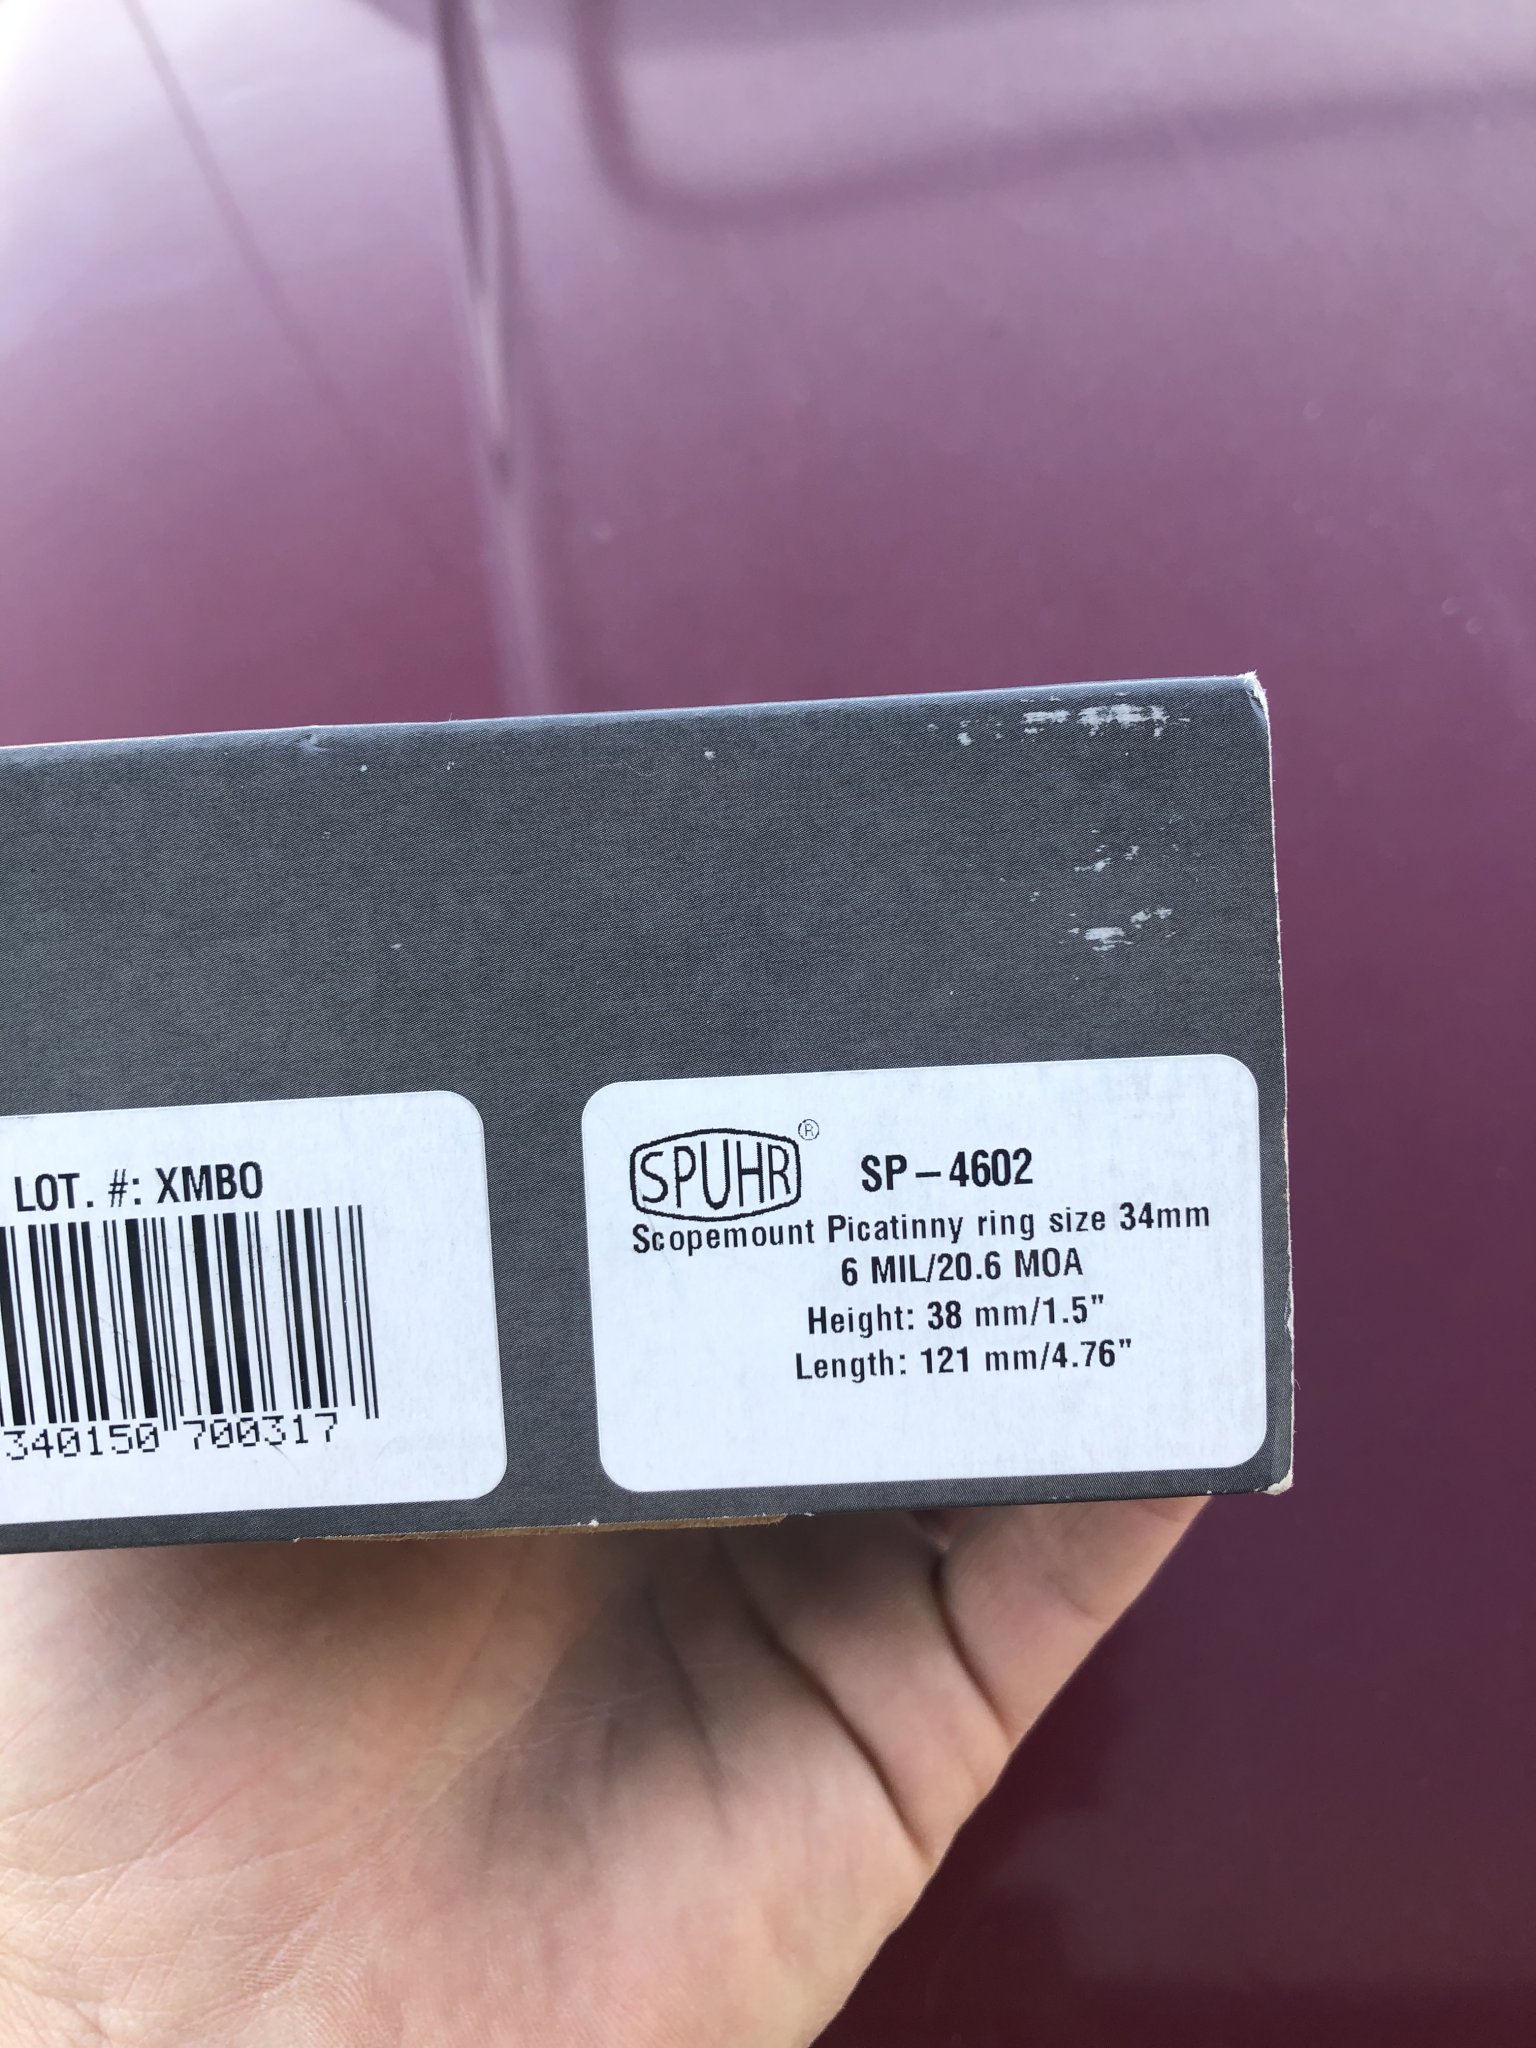 LOT. #: XMBO
340150 700317
SPUHR® SP-4602
Scopemount Picatinny ring size 34mm
6 MIL/20.6 MOA
Height: 38 mm/1.5"
Length: 121 mm/4.76"